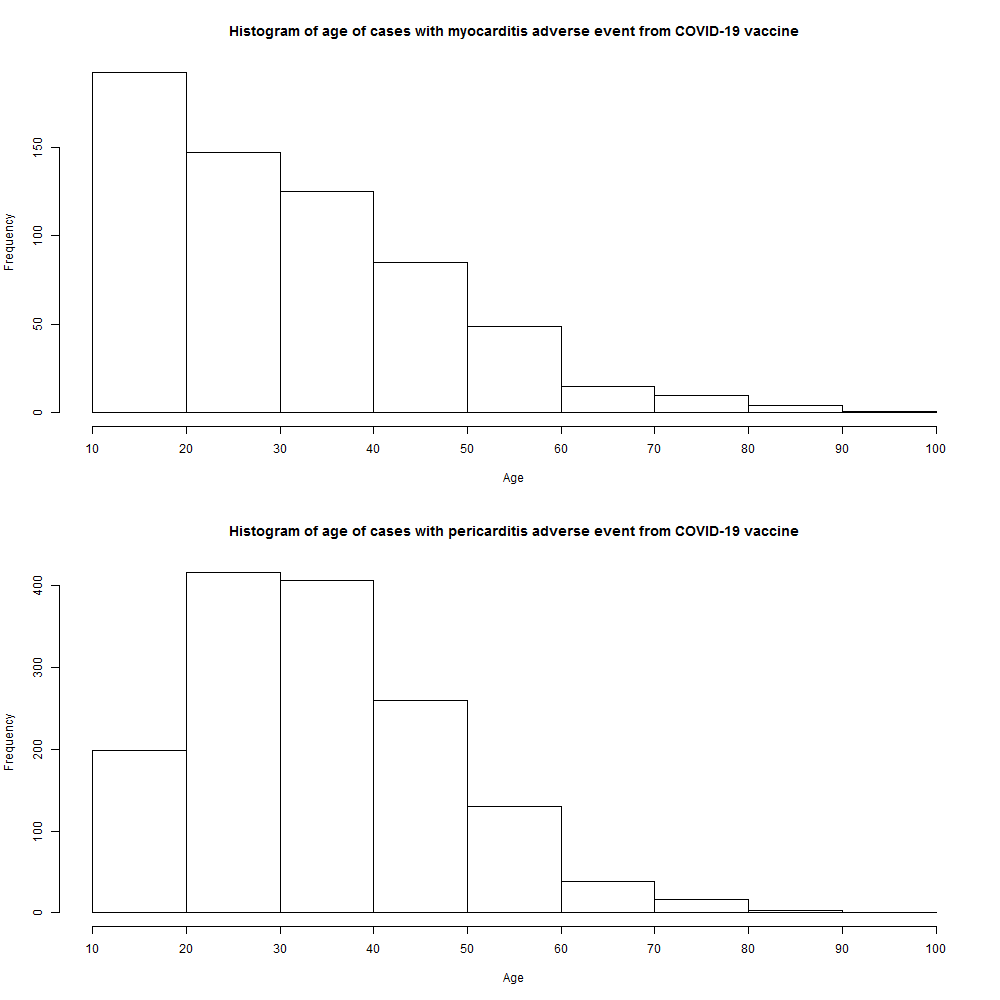 Histogram of age of cases with myocarditis adverse event from COVID-19 vaccine
150
100
50
0
Frequency
10 20 30 40 50 60 70 80 90 100
Age
Histogram of age of cases with pericarditis adverse event from COVID-19 vaccine
400
300
200
100
0
Frequency
10 20 30 40 50 60 70 80 90 100
Age